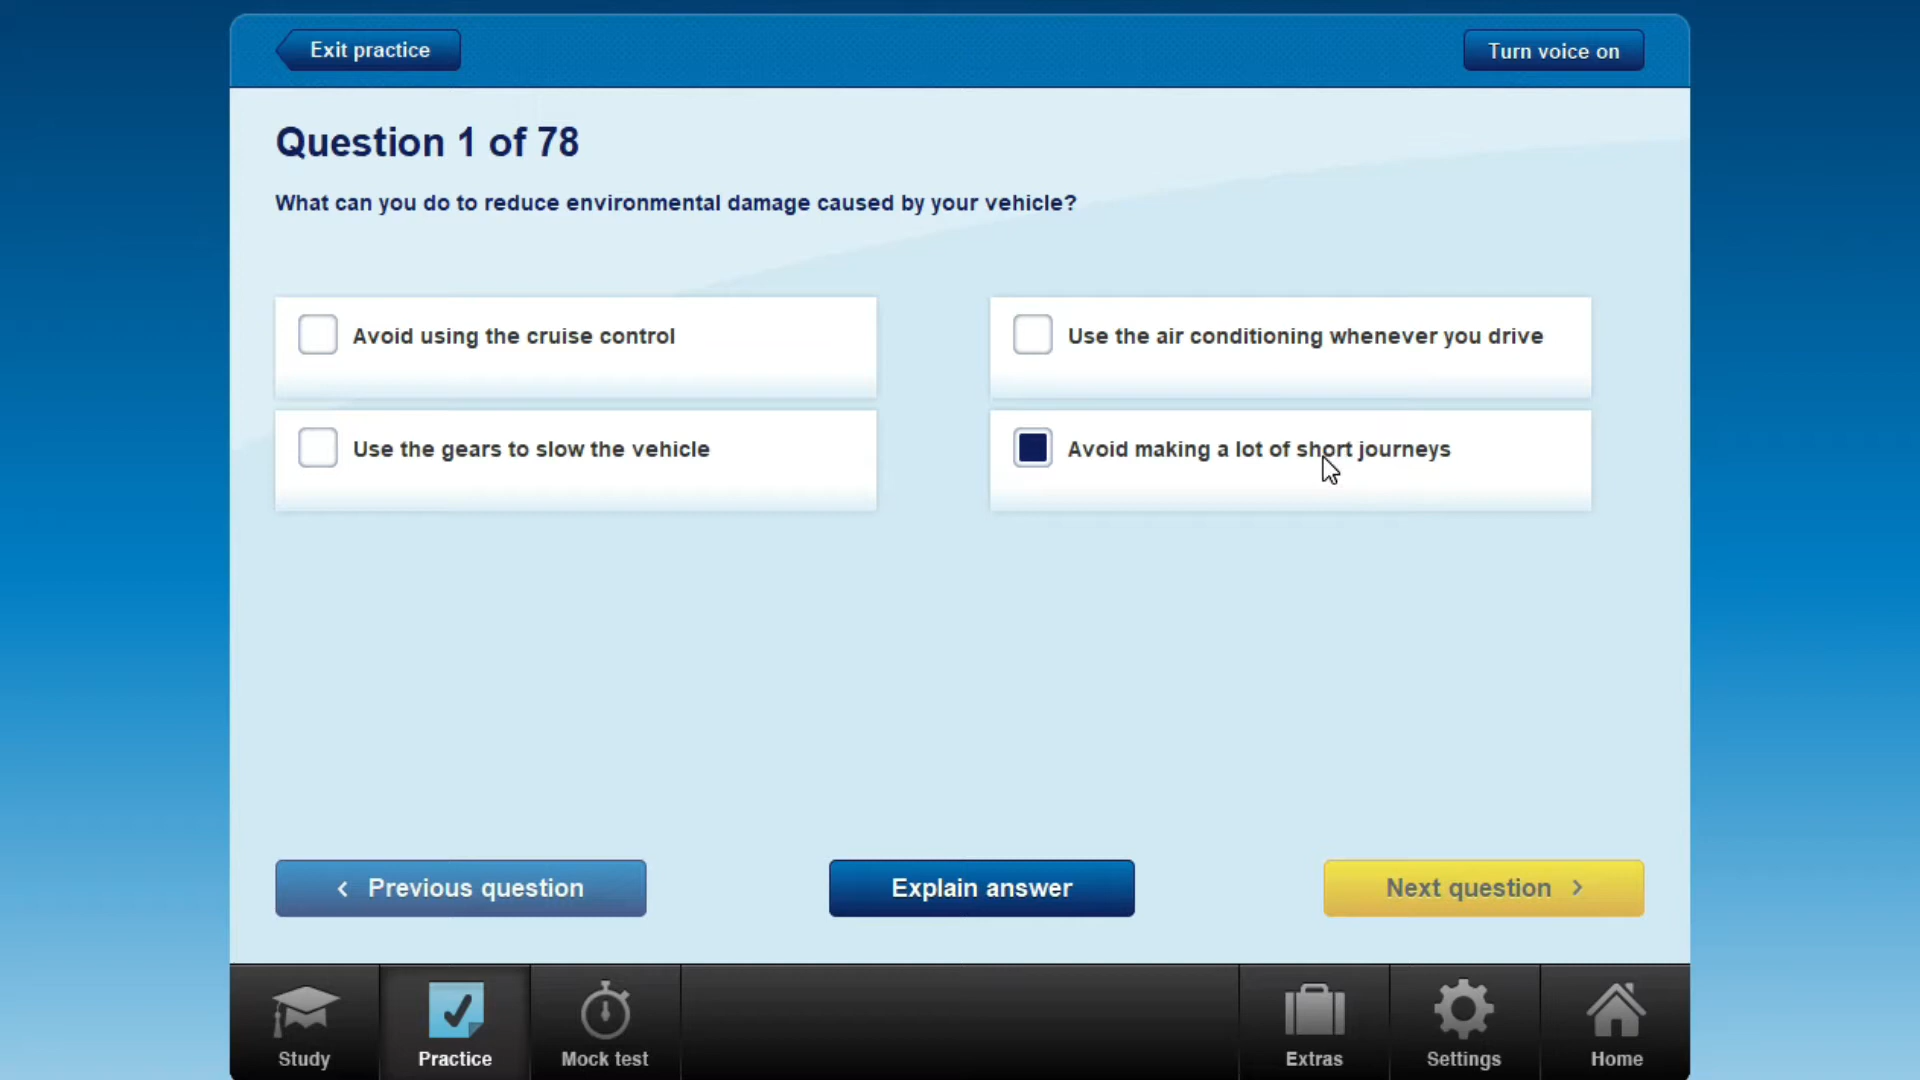 Exit practice
Turn voice on
Question 1 of 78
What can you do to reduce environmental damage caused by your vehicle?
Avoid using the cruise control
Use the air conditioning whenever you drive
Use the gears to slow the vehicle
Avoid making a lot of short journeys
‹ Previous question
Explain answer
Next question ›
Study
Practice
Mock test
Extras
Settings
Home